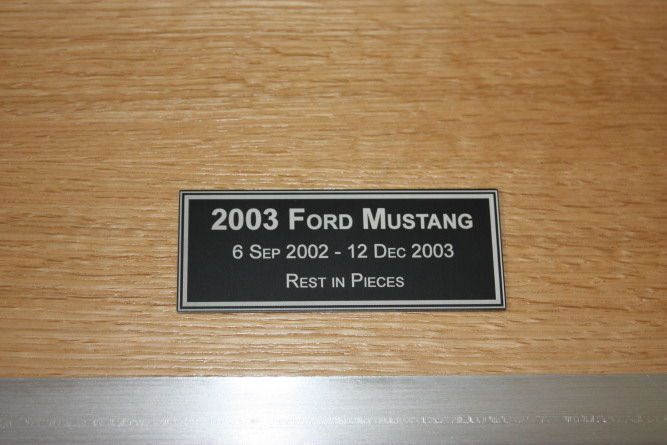 2003 Ford Mustang
6 Sep 2002 - 12 Dec 2003
Rest in Pieces